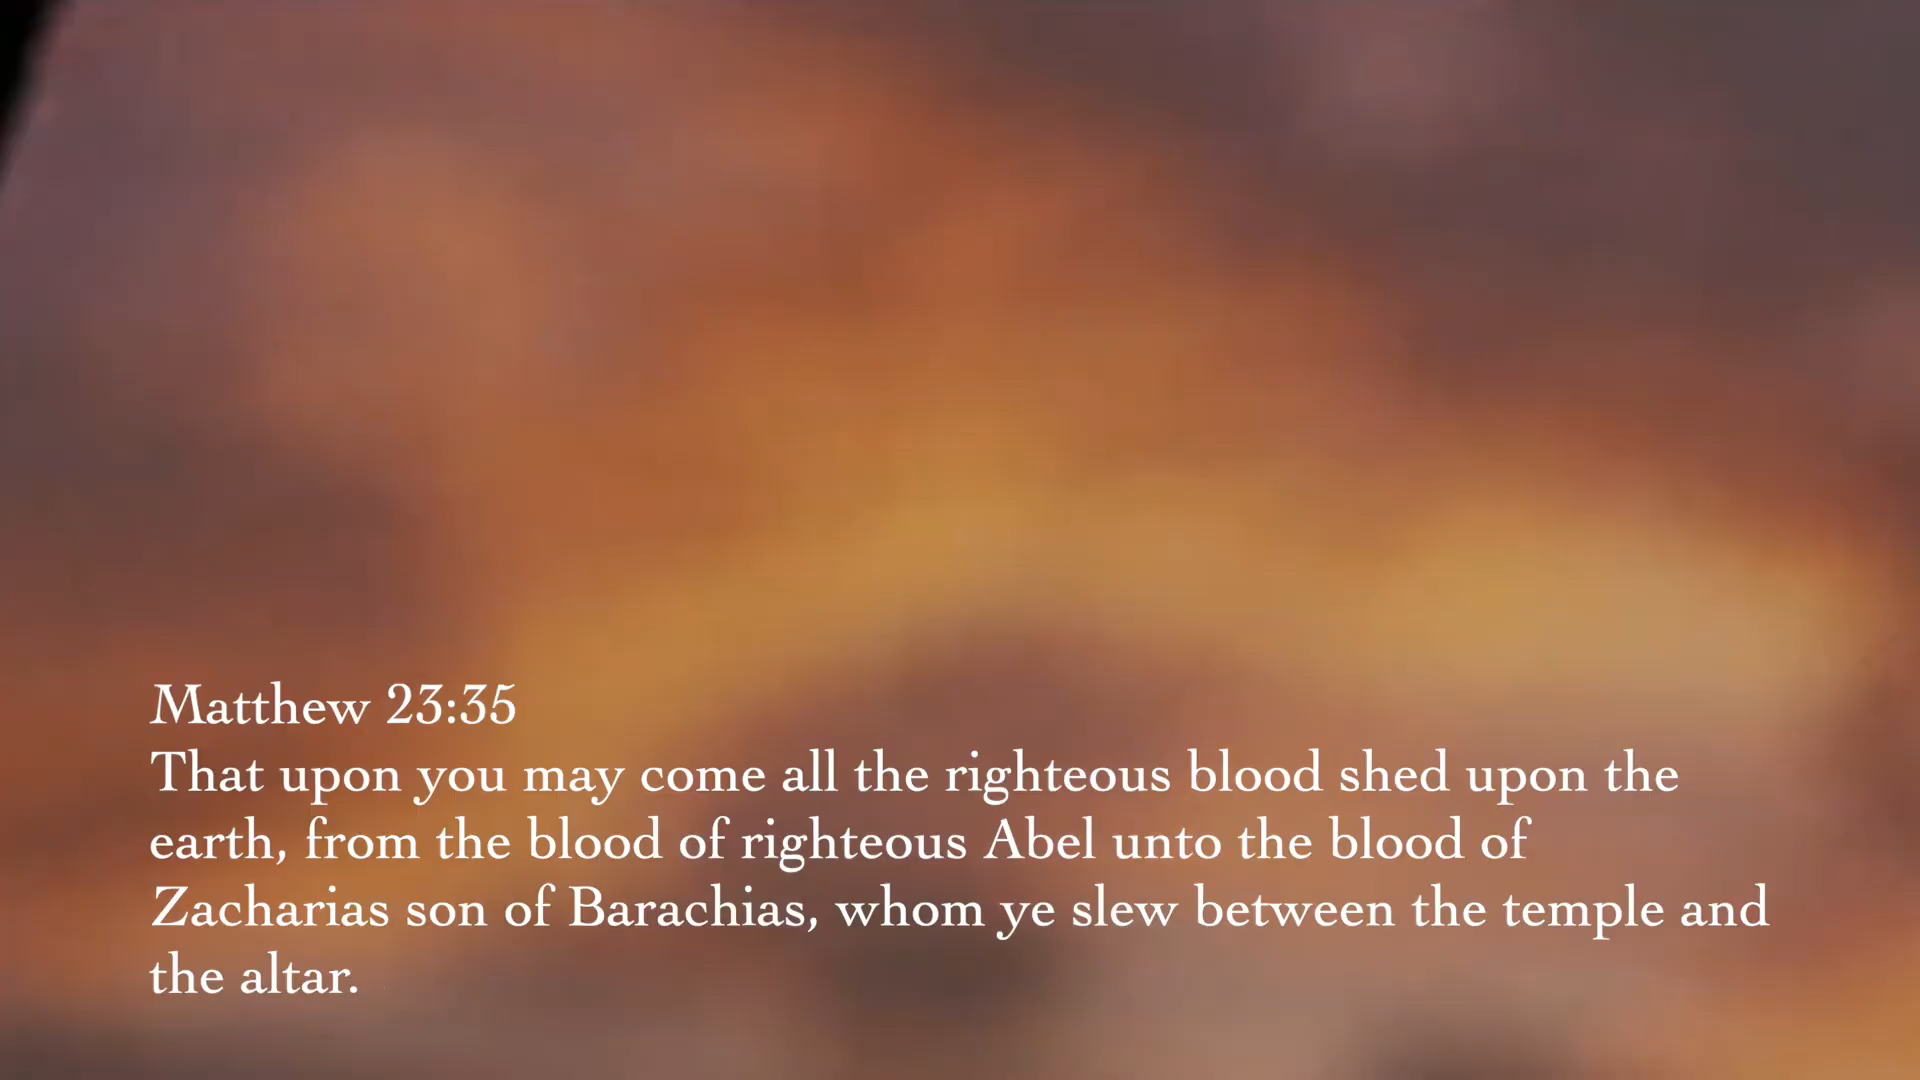 Matthew 23:35
That upon you may come all the righteous blood shed upon the
earth, from the blood of righteous Abel unto the blood of
Zacharias son of Barachias, whom ye slew between the temple and
the altar.